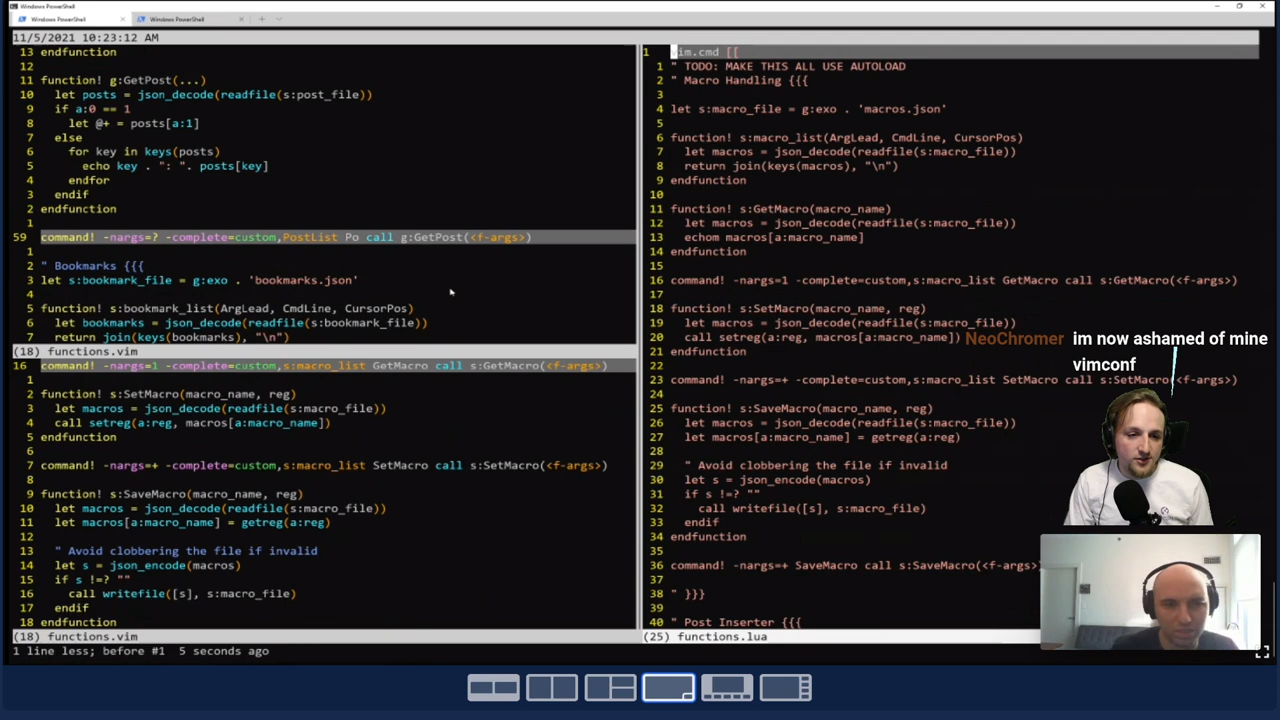 Windows PowerShell
Windows PowerShell
11/5/2021 10:23:12 AM
13 endfunction
12
11 function! g:GetPost(...)
10 let posts = json_decode(readfile(s:post_file))
9 if a:0 == 1
8 let @+ = posts[a:1]
7 else
6 for key in keys(posts)
5 echo key . ": ". posts[key]
4 endfor
3 endif
2 endfunction
1
59 command! -nargs=? -complete=custom,PostList Po call g:GetPost(<f-args>)
1
2 " Bookmarks {{{
3 let s:bookmark_file = g:exo . 'bookmarks.json'
4
5 function! s:bookmark_list(ArgLead, CmdLine, CursorPos)
6 let bookmarks = json_decode(readfile(s:bookmark_file))
7 return join(keys(bookmarks), "\n")
(18) functions.vim
16 command! -nargs=1 -complete=custom,s:macro_list GetMacro call s:GetMacro(<f-args>)
1
2 function! s:SetMacro(macro_name, reg)
3 let macros = json_decode(readfile(s:macro_file))
4 call setreg(a:reg, macros[a:macro_name])
5 endfunction
6
7 command! -nargs=+ -complete=custom,s:macro_list SetMacro call s:SetMacro(<f-args>)
8
9 function! s:SaveMacro(macro_name, reg)
10 let macros = json_decode(readfile(s:macro_file))
11 let macros[a:macro_name] = getreg(a:reg)
12
13 " Avoid clobbering the file if invalid
14 let s = json_encode(macros)
15 if s !=? ""
16 call writefile([s], s:macro_file)
17 endif
18 endfunction
(18) functions.vim
1 line less; before #1 5 seconds ago
1 vim.cmd [[
1 " TODO: MAKE THIS ALL USE AUTOLOAD
2 " Macro Handling {{{
3
4 let s:macro_file = g:exo . 'macros.json'
5
6 function! s:macro_list(ArgLead, CmdLine, CursorPos)
7 let macros = json_decode(readfile(s:macro_file))
8 return join(keys(macros), "\n")
9 endfunction
10
11 function! s:GetMacro(macro_name)
12 let macros = json_decode(readfile(s:macro_file))
13 echom macros[a:macro_name]
14 endfunction
15
16 command! -nargs=1 -complete=custom,s:macro_list GetMacro call s:GetMacro(<f-args>)
17
18 function! s:SetMacro(macro_name, reg)
19 let macros = json_decode(readfile(s:macro_file))
20 call setreg(a:reg, macros[a:macro_name])
21 endfunction
22
23 command! -nargs=+ -complete=custom,s:macro_list SetMacro call s:SetMacro(<f-args>)
24
25 function! s:SaveMacro(macro_name, reg)
26 let macros = json_decode(readfile(s:macro_file))
27 let macros[a:macro_name] = getreg(a:reg)
28
29 " Avoid clobbering the file if invalid
30 let s = json_encode(macros)
31 if s !=? ""
32 call writefile([s], s:macro_file)
33 endif
34 endfunction
35
36 command! -nargs=+ SaveMacro call s:SaveMacro(<f-args>
37
38 " }}}
39
40 " Post Inserter {{{
(25) functions.lua
NeoChromer im now ashamed of mine
vimconf